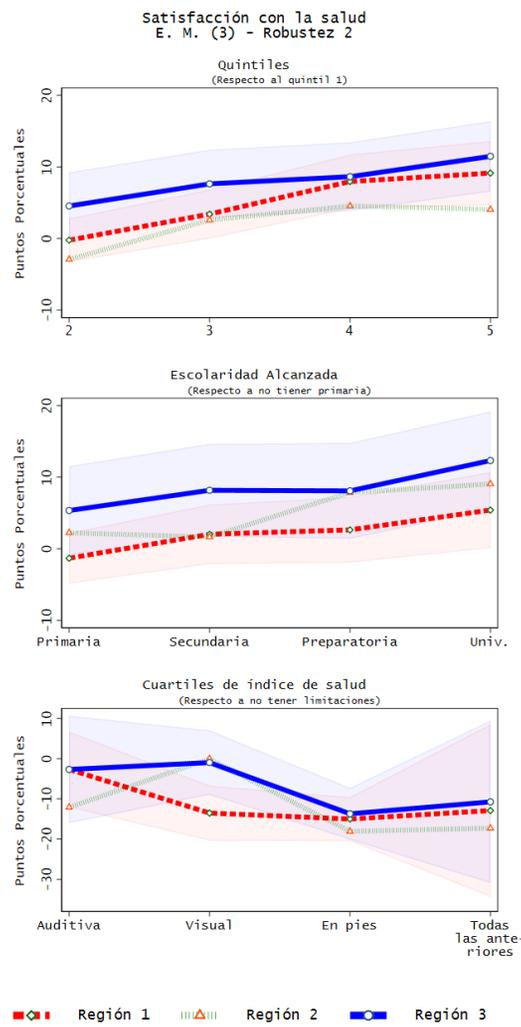 Satisfacción con la salud
E. M. (3) - Robustez 2
Quintiles
(Respecto al quintil 1)
Puntos Porcentuales
20
10
0
-10
2 3 4 5
Escolaridad Alcanzada
(Respecto a no tiener primaria)
Puntos Porcentuales
20
10
0
-10
Primaria Secundaria Preparatoria Univ.
Cuartiles de índice de salud
(Respecto a no tener limitaciones)
Puntos Porcentuales
10
0
-10
-20
-30
Auditiva Visual En pies Todas
las ante-
riores
Región 1 Región 2 Región 3